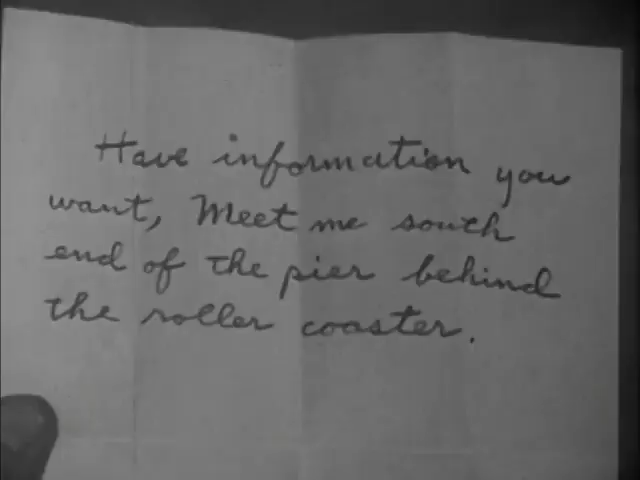 Have information you
want, Meet me south
end of the pier behind
the roller coaster.